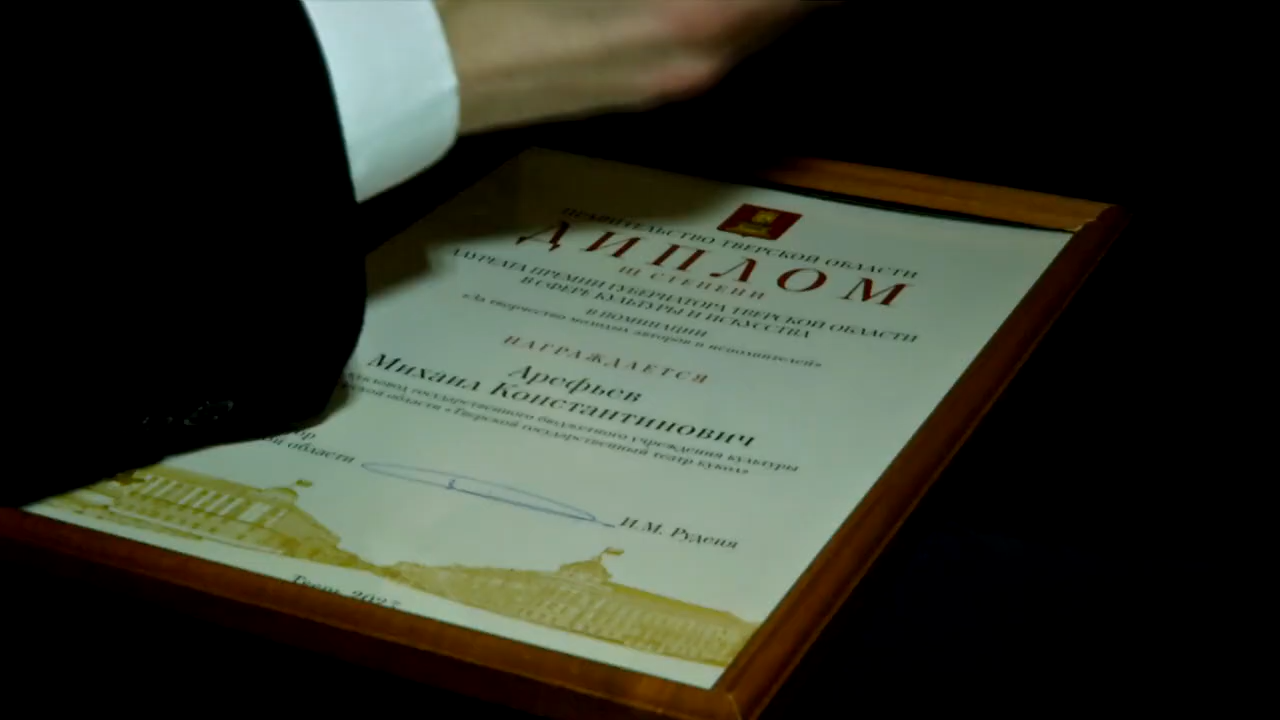 ПРАВИТЕЛЬСТВО ТВЕРСКОЙ ОБЛАСТИ
ДИПЛОМ
III СТЕПЕНИ
ЛАУРЕАТА ПРЕМИИ ГУБЕРНАТОРА ТВЕРСКОЙ ОБЛАСТИ
В СФЕРЕ КУЛЬТУРЫ И ИСКУССТВА
В НОМИНАЦИИ
«За творчество молодых авторов и исполнителей»
НАГРАЖДАЕТСЯ
Арефьев
Михаил Константинович
государственного бюджетного учреждения культуры
области «Тверской государственный театр кукол»
области
И.М. Руденя
Тверь